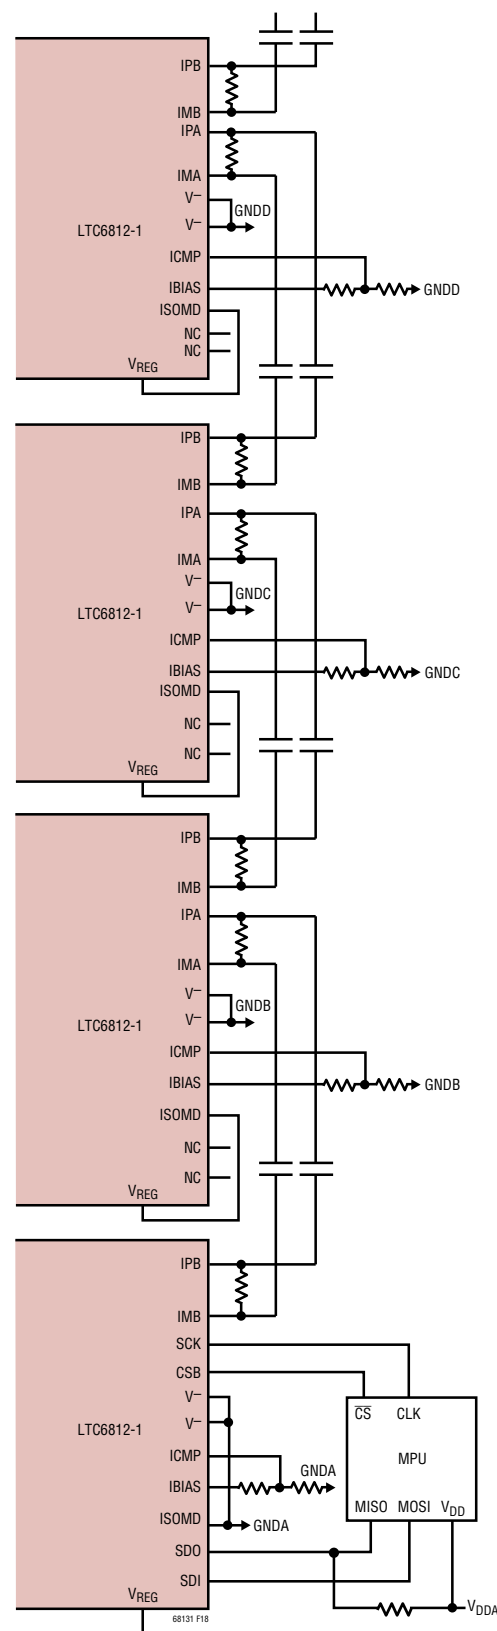 IPB
IMB
IPA
IMA
V–
GNDD
V–
LTC6812-1
ICMP
IBIAS
GNDD
ISOMD
NC
NC
VREG
IPB
IMB
IPA
IMA
V–
GNDC
V–
LTC6812-1
ICMP
IBIAS
GNDC
ISOMD
NC
NC
VREG
IPB
IMB
IPA
IMA
V–
GNDB
V–
LTC6812-1
ICMP
IBIAS
GNDB
ISOMD
NC
NC
VREG
IPB
IMB
SCK
CSB
V–
CS CLK
V–
LTC6812-1
MPU
ICMP
GNDA
IBIAS
MISO MOSI VDD
ISOMD
GNDA
SDO
SDI
VDDA
VREG
68131 F18